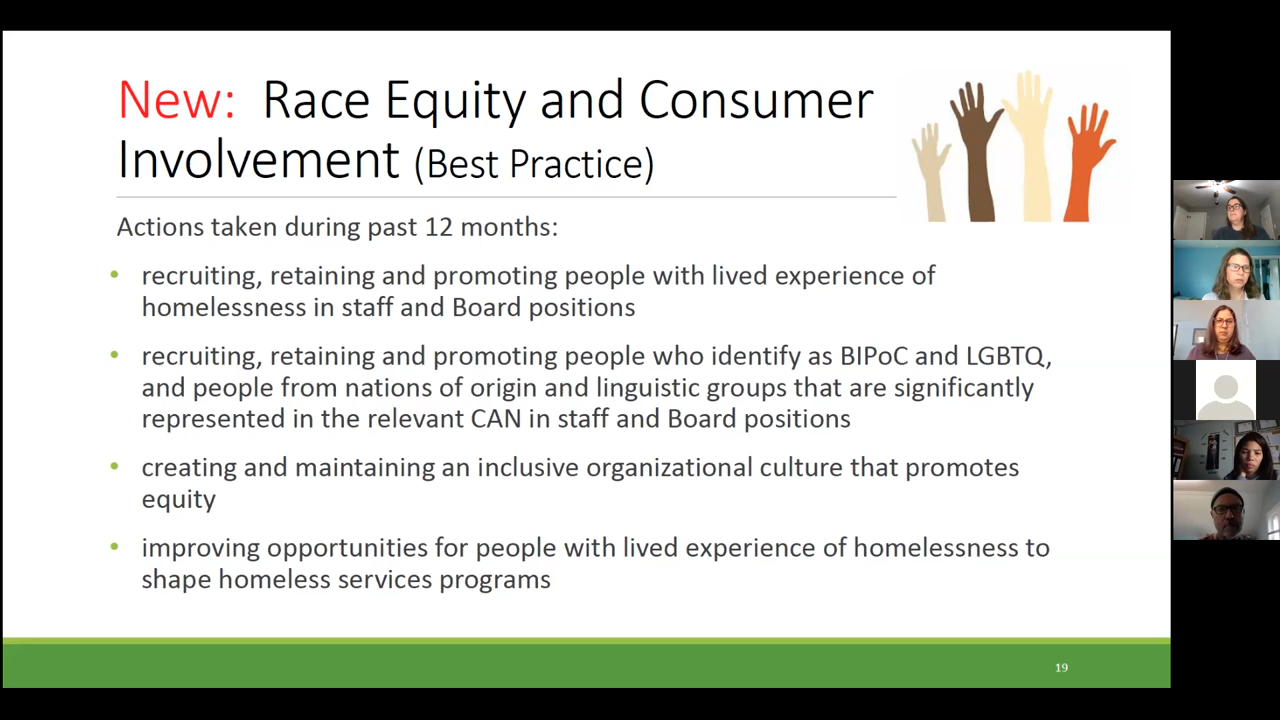 New: Race Equity and Consumer
Involvement (Best Practice)
Actions taken during past 12 months:
• recruiting, retaining and promoting people with lived experience of
homelessness in staff and Board positions
• recruiting, retaining and promoting people who identify as BIPoC and LGBTQ,
and people from nations of origin and linguistic groups that are significantly
represented in the relevant CAN in staff and Board positions
• creating and maintaining an inclusive organizational culture that promotes
equity
• improving opportunities for people with lived experience of homelessness to
shape homeless services programs
19